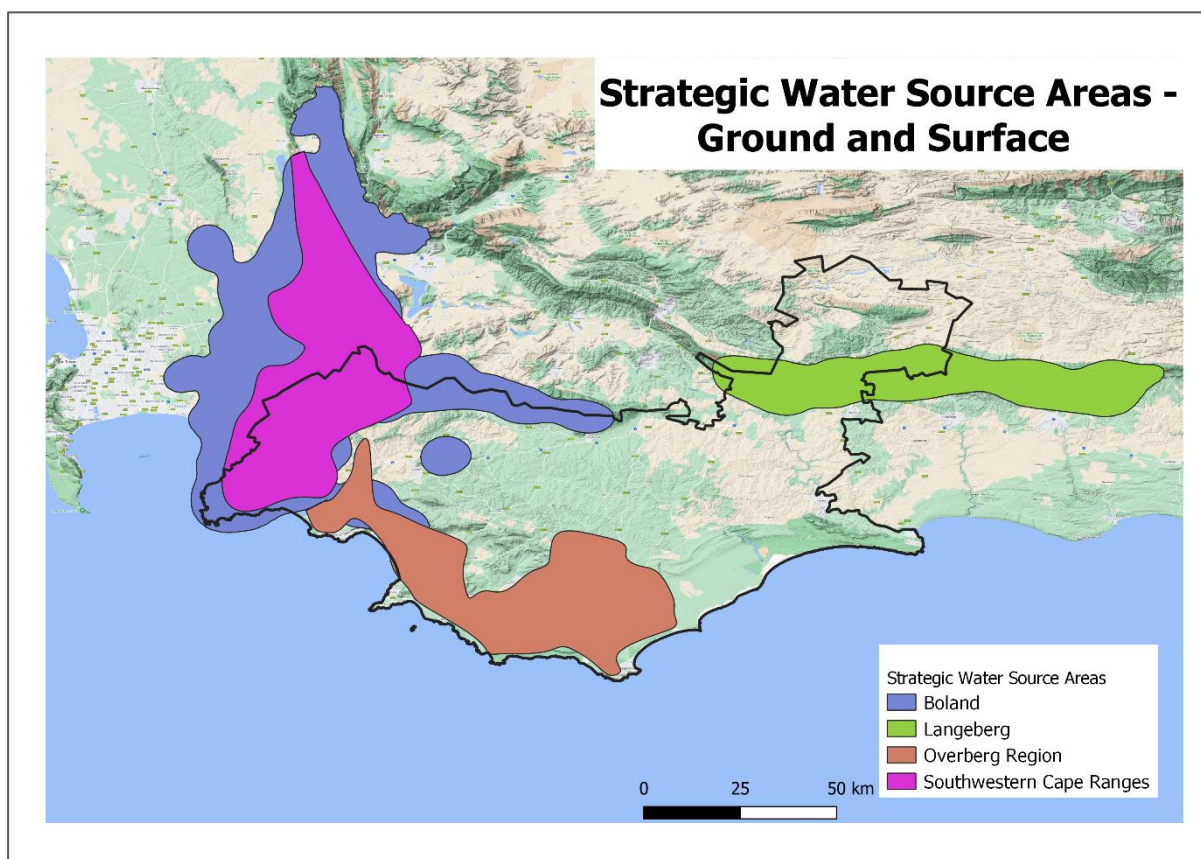 Strategic Water Source Areas -
Ground and Surface
Strategic Water Source Areas
Boland
Langeberg
Overberg Region
Southwestern Cape Ranges
0 25 50 km